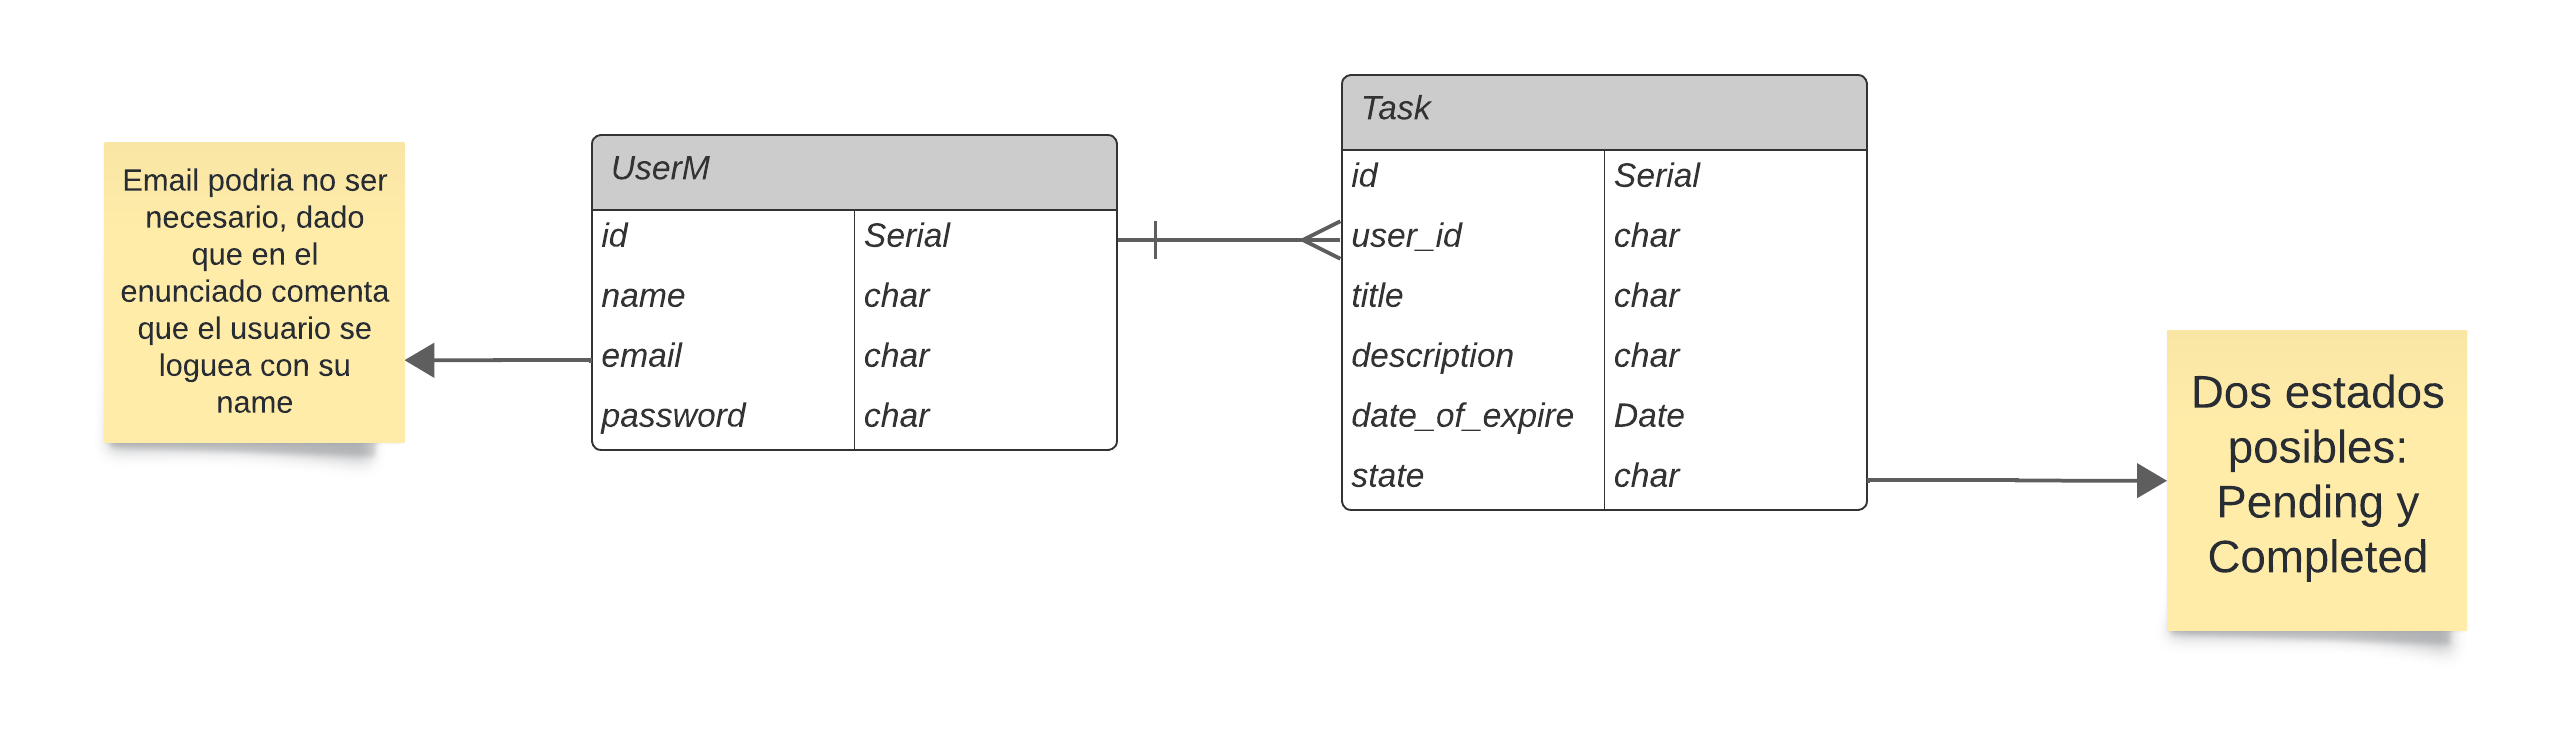 Email podria no ser
necesario, dado
que en el
enunciado comenta
que el usuario se
loguea con su
name
UserM
id Serial
name char
email char
password char
Task
id Serial
user_id char
title char
description char
date_of_expire Date
state char
Dos estados
posibles:
Pending y
Completed